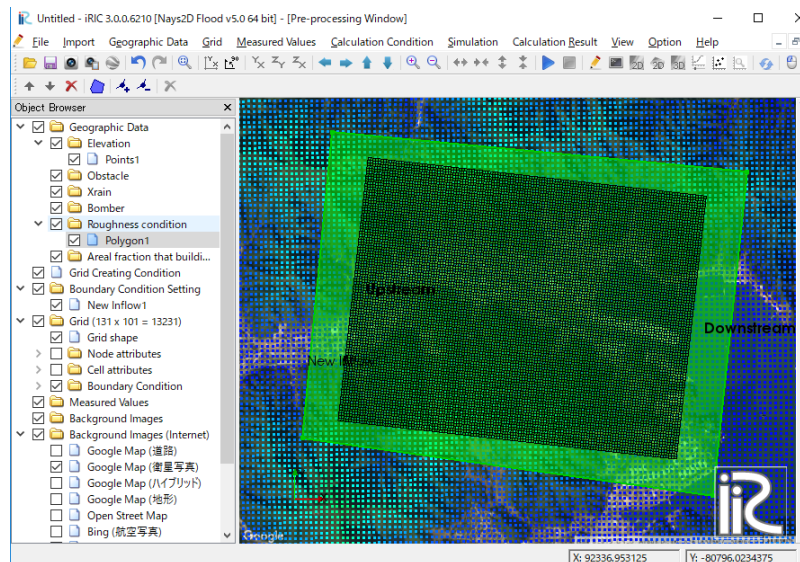 Untitled - iRIC 3.0.0.6210 [Nays2D Flood v5.0 64 bit] - [Pre-processing Window]
File Import Geographic Data Grid Measured Values Calculation Condition Simulation Calculation Result View Option Help
Object Browser
Geographic Data
Elevation
Points1
Obstacle
Xrain
Bomber
Roughness condition
Polygon1
Areal fraction that buildi...
Grid Creating Condition
Boundary Condition Setting
New Inflow1
Grid (131 x 101 = 13231)
Grid shape
Node attributes
Cell attributes
Boundary Condition
Measured Values
Background Images
Background Images (Internet)
Google Map (道路)
Google Map (衛星写真)
Google Map (ハイブリッド)
Google Map (地形)
Open Street Map
Bing (航空写真)
Upstream
Downstream
New
Google
iRIC
X: 92336.953125
Y: -80796.0234375